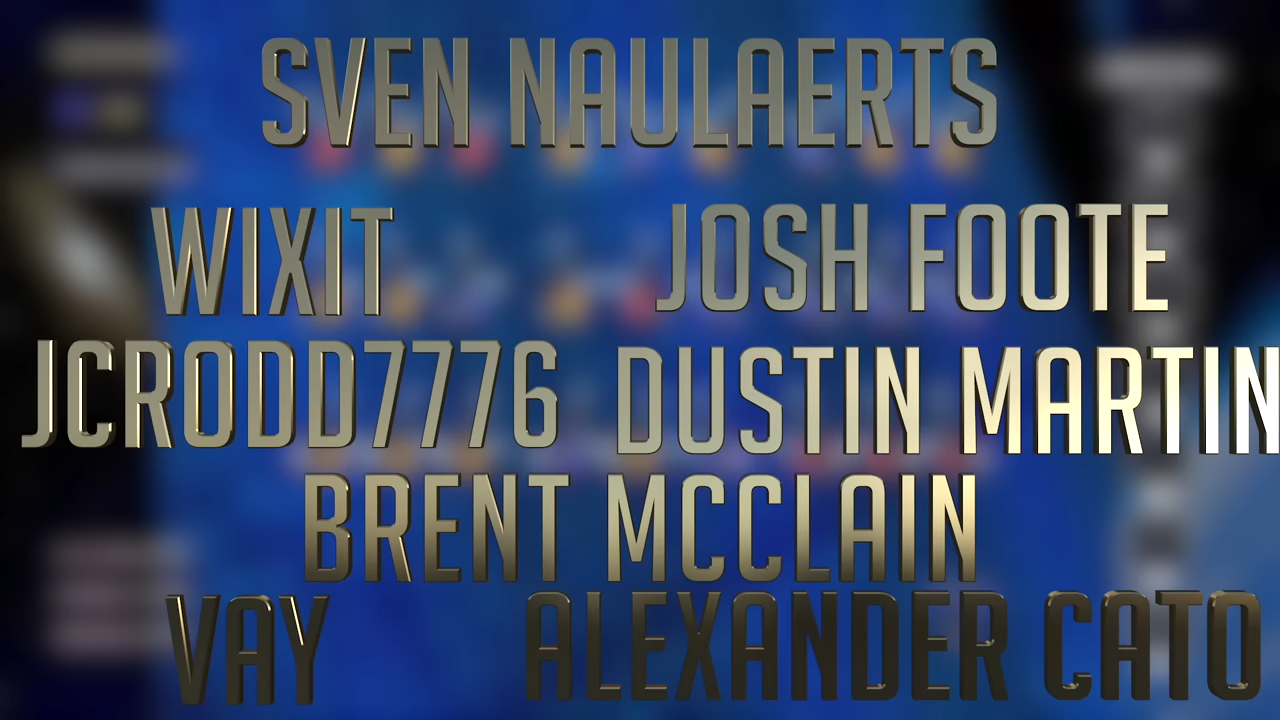 SVEN NAULAERTS
WIXIT
JOSH FOOTE
JCRODD7776
DUSTIN MARTIN
BRENT MCCLAIN
VAY
ALEXANDER CATO